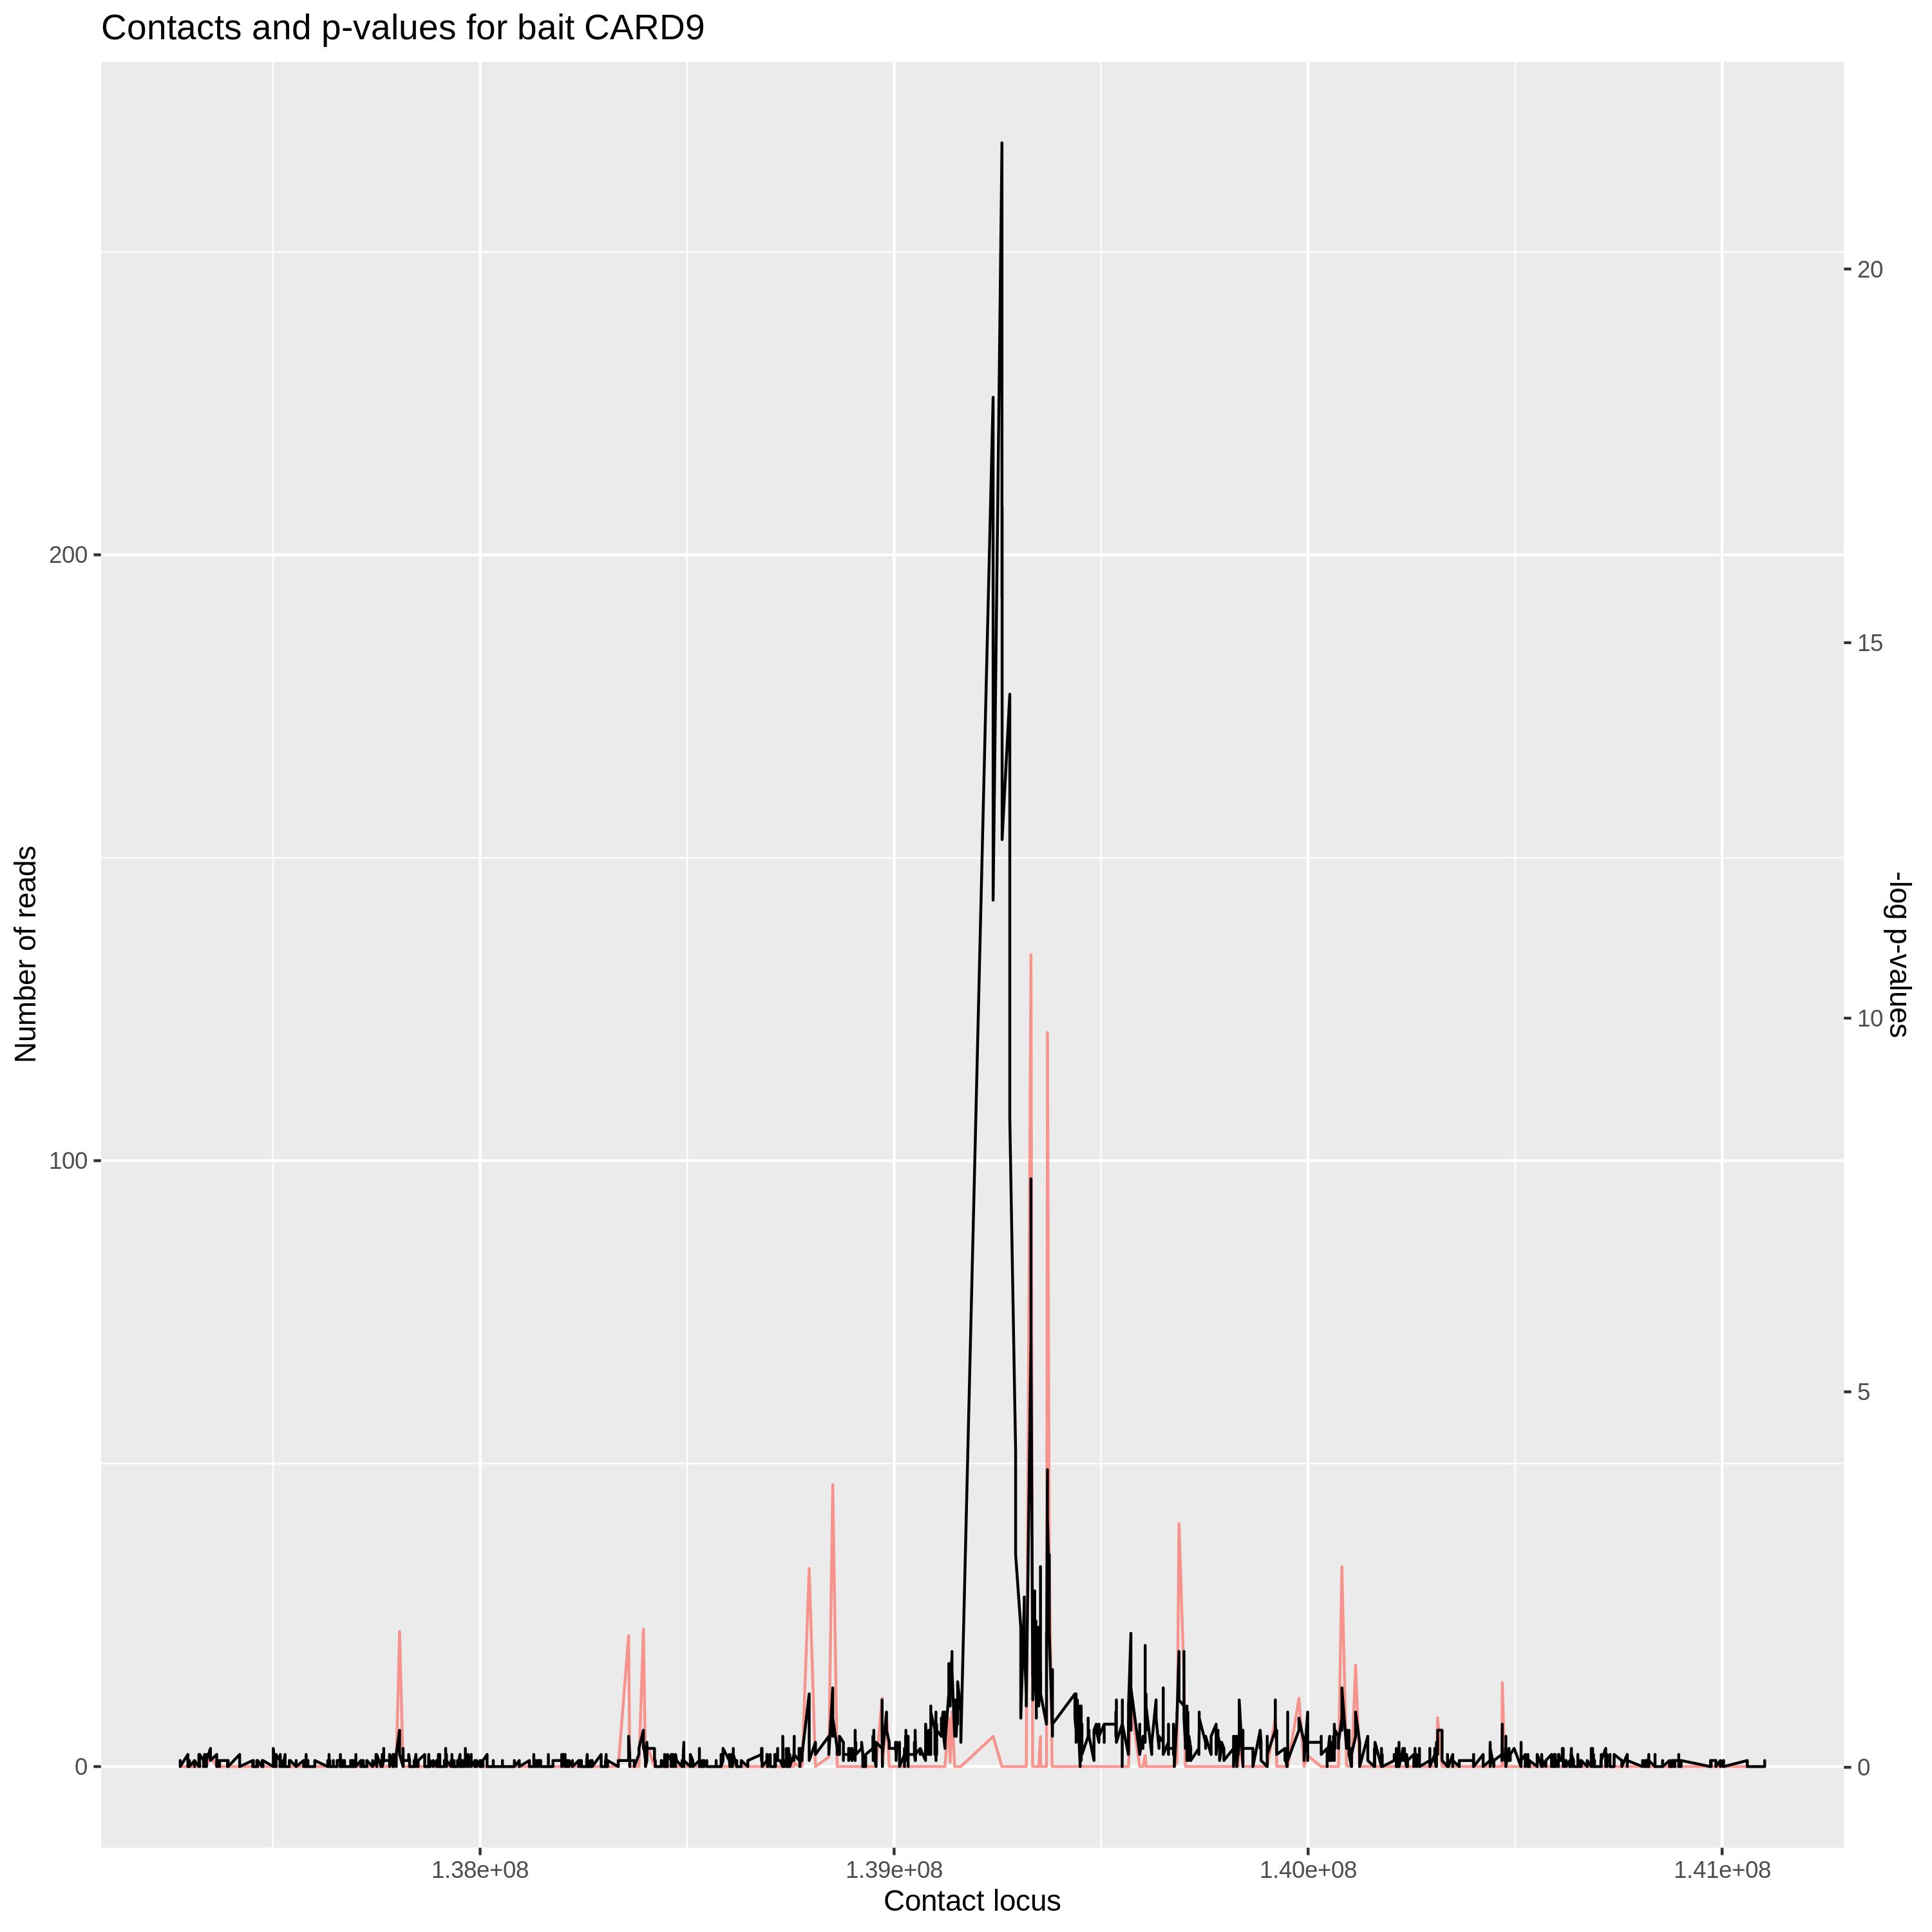 Contacts and p-values for bait CARD9
Number of reads
200
100
0
20
15
10
5
0
-log p-values
1.38e+08 1.39e+08 1.40e+08 1.41e+08
Contact locus